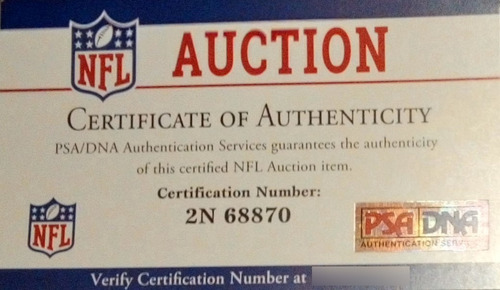 NFL AUCTION
CERTIFICATE OF AUTHENTICITY
PSA/DNA Authentication Services guarantees the authenticity
of this certified NFL Auction item.
Certification Number:
2N 68870
NFL
PSA DNA
AUTHENTICATION
Verify Certification Number at